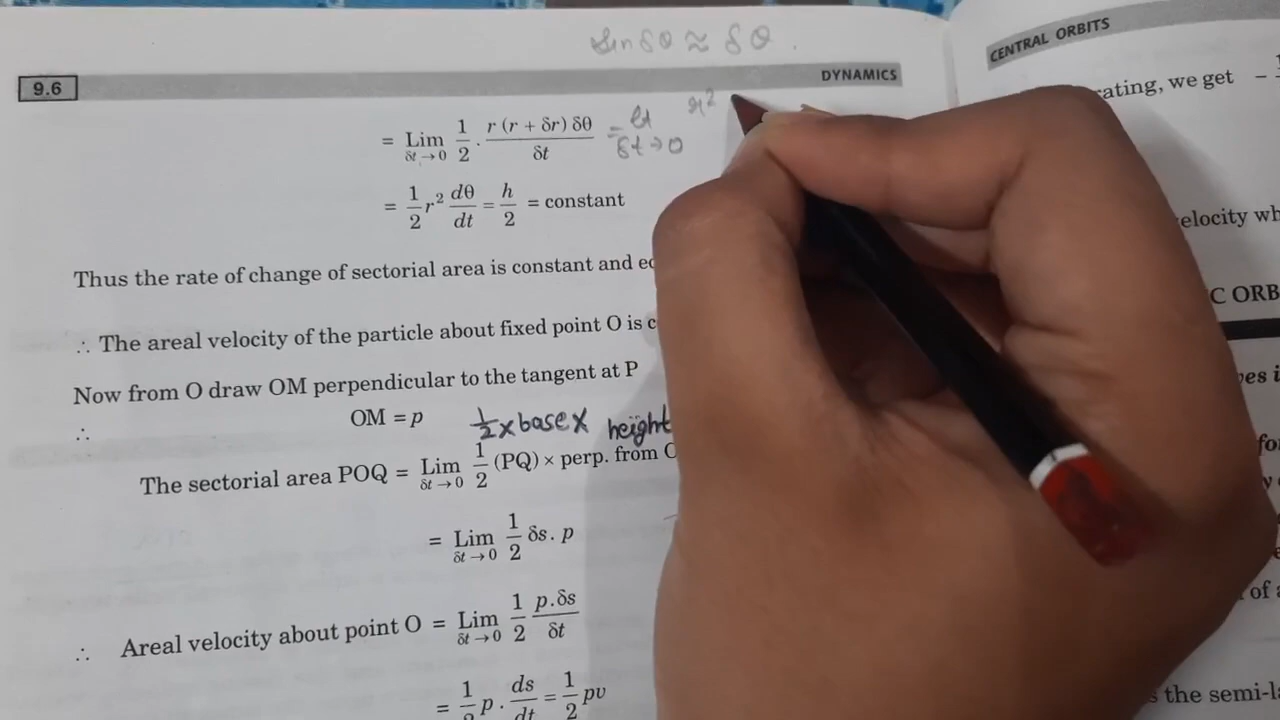 sin δθ ≈ δθ .
9.6
DYNAMICS
= Lim δt→0 1/2 . r (r + δr) δθ / δt = lt δt→0 r²
= 1/2 r² dθ/dt = h/2 = constant
Thus the rate of change of sectorial area is constant and
∴ The areal velocity of the particle about fixed point O is
Now from O draw OM perpendicular to the tangent at P
∴ OM = p 1/2 x base x height
The sectorial area POQ = Lim δt→0 1/2 (PQ) × perp. from
= Lim δt→0 1/2 δs. p
∴ Areal velocity about point O = Lim δt→0 1/2 p.δs / δt
= 1/2 p . ds/dt = 1/2 pv
CENTRAL ORBITS
we get −
ORB
of
the